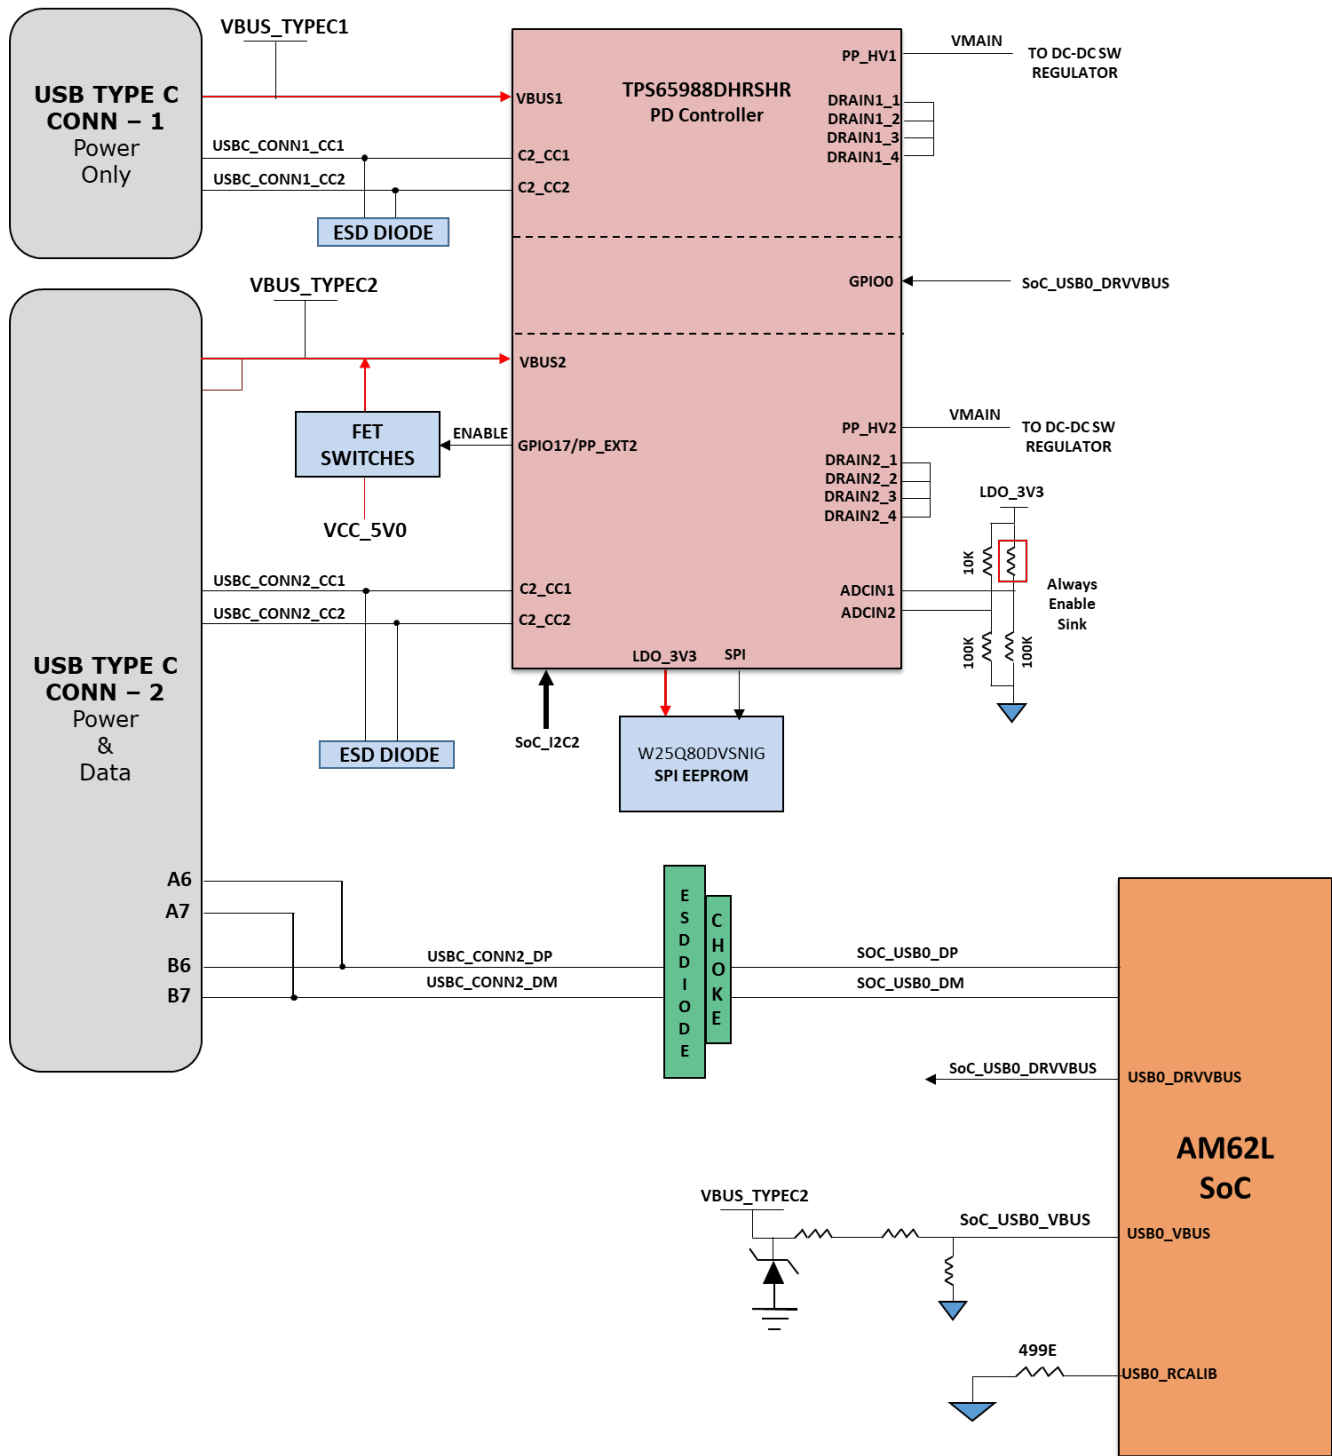 USB TYPE C
CONN – 1
Power
Only
VBUS_TYPEC1
USBC_CONN1_CC1
USBC_CONN1_CC2
ESD DIODE
TPS65988DHRSHR
PD Controller
VBUS1
C2_CC1
C2_CC2
PP_HV1
DRAIN1_1
DRAIN1_2
DRAIN1_3
DRAIN1_4
VMAIN
TO DC-DC SW
REGULATOR
GPIO0
SoC_USB0_DRVVBUS
USB TYPE C
CONN – 2
Power
&
Data
VBUS_TYPEC2
VBUS2
FET
SWITCHES
ENABLE
GPIO17/PP_EXT2
VCC_5V0
PP_HV2
VMAIN
TO DC-DC SW
REGULATOR
DRAIN2_1
DRAIN2_2
DRAIN2_3
DRAIN2_4
LDO_3V3
10K
Always
Enable
Sink
100K
100K
USBC_CONN2_CC1
USBC_CONN2_CC2
C2_CC1
C2_CC2
ADCIN1
ADCIN2
ESD DIODE
LDO_3V3
SPI
SoC_I2C2
W25Q80DVSNIG
SPI EEPROM
A6
A7
B6
B7
USBC_CONN2_DP
USBC_CONN2_DM
ESDDIODE
CHOKE
SOC_USB0_DP
SOC_USB0_DM
SoC_USB0_DRVVBUS
USB0_DRVVBUS
AM62L
SoC
VBUS_TYPEC2
SoC_USB0_VBUS
USB0_VBUS
499E
USB0_RCALIB